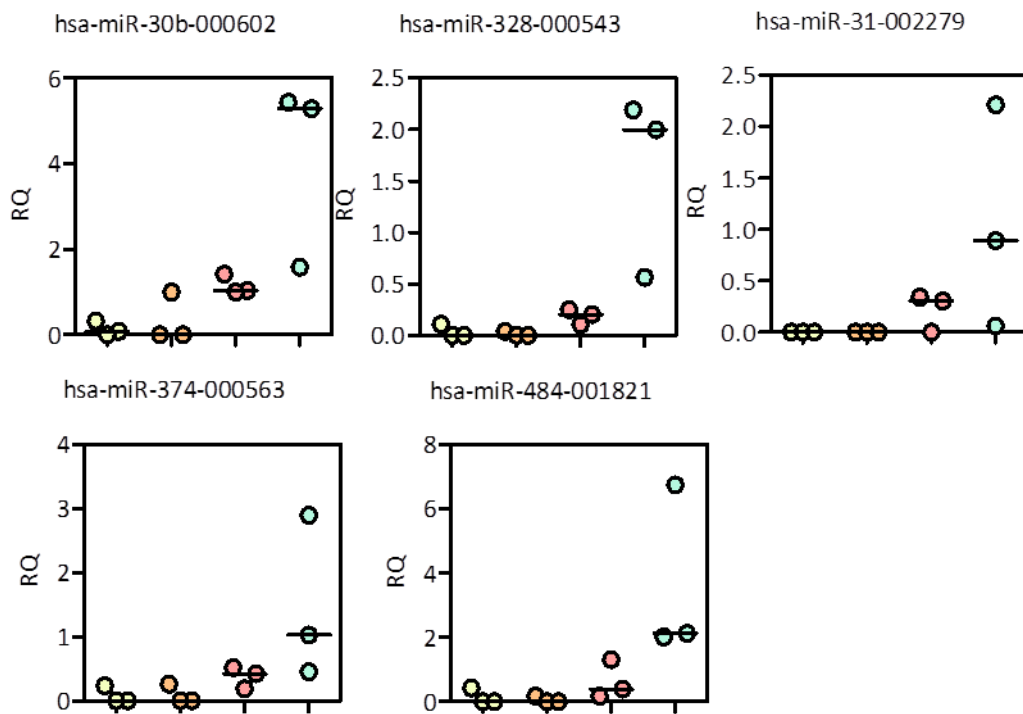 hsa-miR-30b-000602
hsa-miR-328-000543
hsa-miR-31-002279
6
4
2
0
RQ
2.5
2.0
1.5
1.0
0.5
0.0
RQ
2.5
2.0
1.5
1.0
0.5
0.0
RQ
hsa-miR-374-000563
hsa-miR-484-001821
4
3
2
1
0
RQ
8
6
4
2
0
RQ